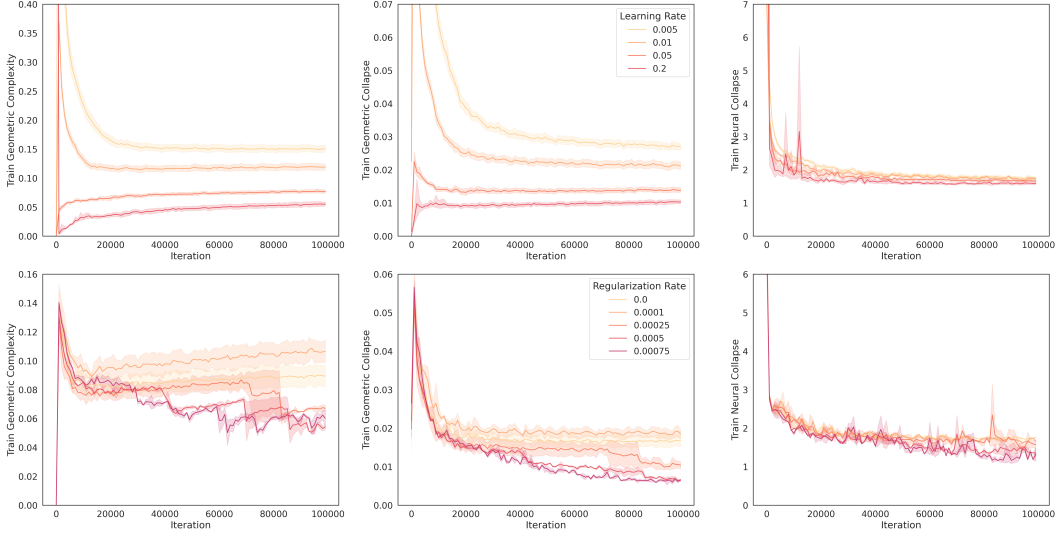 Train Geometric Complexity
0.40
0.35
0.30
0.25
0.20
0.15
0.10
0.05
0.00
0 20000 40000 60000 80000 100000
Iteration
Train Geometric Collapse
0.07
0.06
0.05
0.04
0.03
0.02
0.01
0.00
Learning Rate
0.005
0.01
0.05
0.2
0 20000 40000 60000 80000 100000
Iteration
Train Neural Collapse
7
6
5
4
3
2
1
0
0 20000 40000 60000 80000 100000
Iteration
Train Geometric Complexity
0.16
0.14
0.12
0.10
0.08
0.06
0.04
0.02
0.00
0 20000 40000 60000 80000 100000
Iteration
Train Geometric Collapse
0.06
0.05
0.04
0.03
0.02
0.01
0.00
Regularization Rate
0.0
0.0001
0.00025
0.0005
0.00075
0 20000 40000 60000 80000 100000
Iteration
Train Neural Collapse
6
5
4
3
2
1
0
0 20000 40000 60000 80000 100000
Iteration